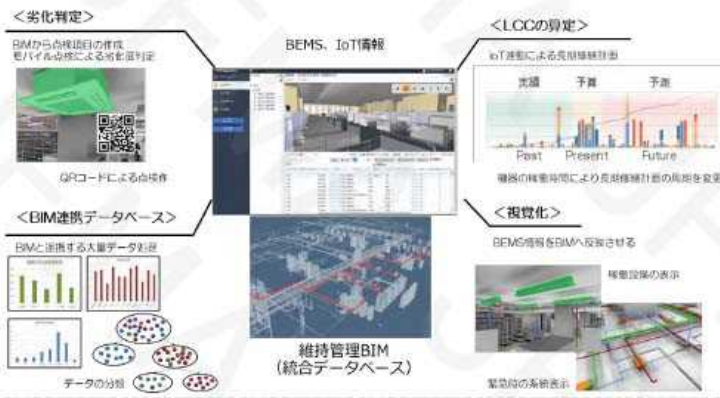 ＜劣化判定＞
BIMから点検項目の作成
モバイル点検による劣化度判定
QRコードによる点検作
＜BIM連携データベース＞
BIMと連携する大量データ処理
データの分類
BEMS、IoT情報
維持管理BIM
（統合データベース）
＜LCCの算定＞
IoT連動による長期修繕計画
実績 予算 予測
Past Present Future
機器の稼働時間により長期修繕計画の周期を変更
＜視覚化＞
BEMS情報をBIMへ反映させる
稼働設備の表示
緊急時の系統表示